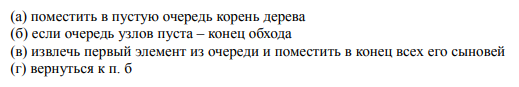 (а) поместить в пустую очередь корень дерева
(б) если очередь узлов пуста – конец обхода
(в) извлечь первый элемент из очереди и поместить в конец всех его сыновей
(г) вернуться к п. б